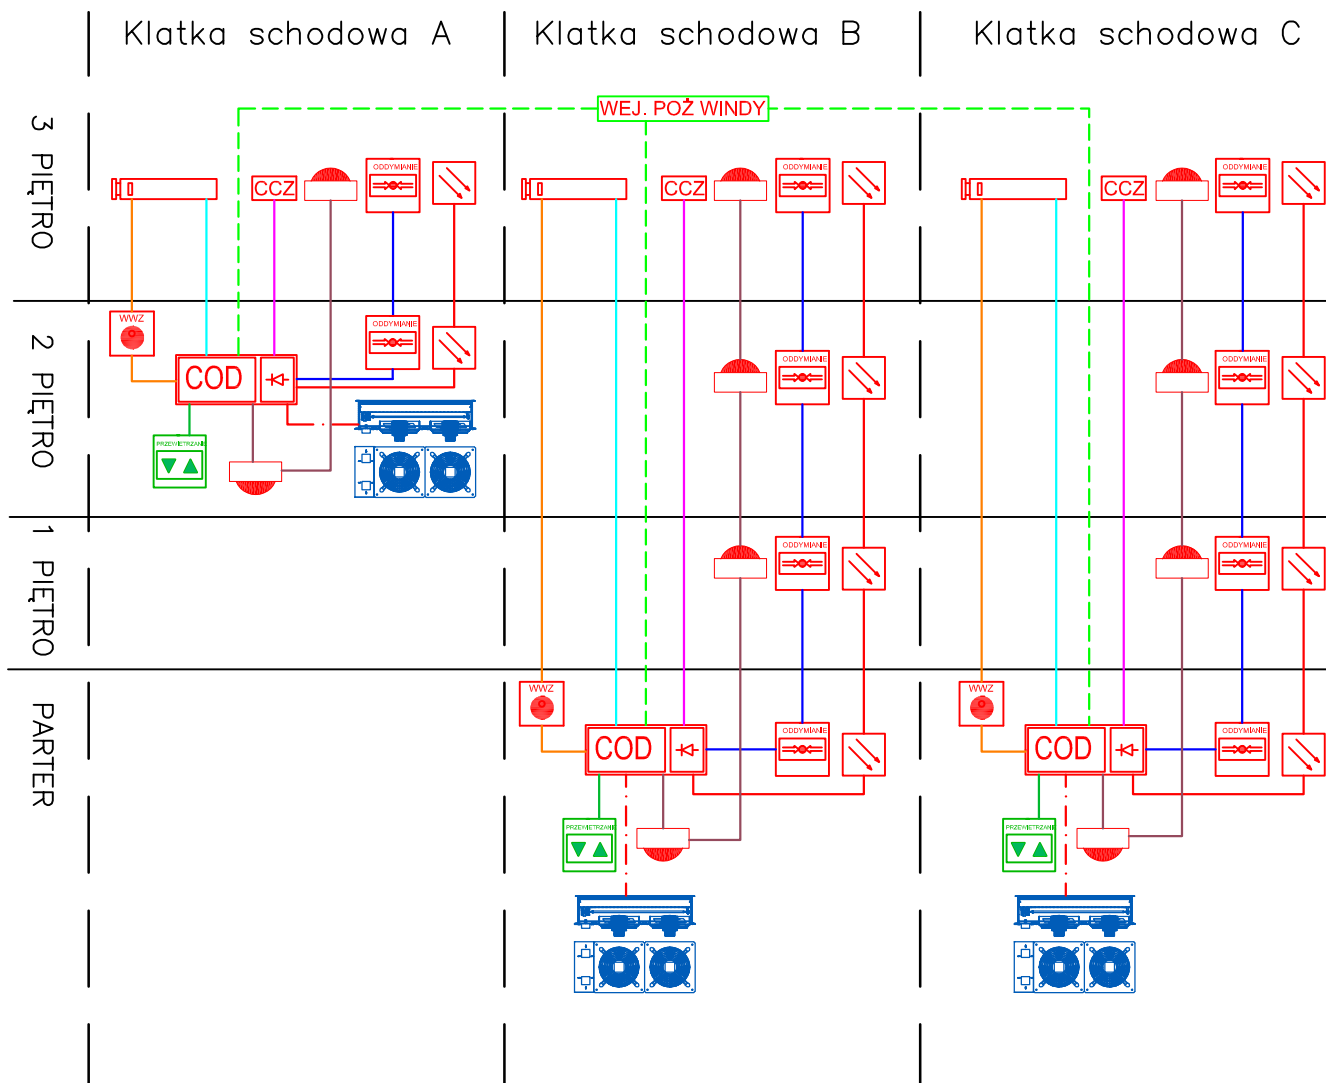 Klatka schodowa A
Klatka schodowa B
Klatka schodowa C
3 PIĘTRO
WEJ. POŻ WINDY
CCZ
ODDYMIANIE
CCZ
ODDYMIANIE
CCZ
ODDYMIANIE
2 PIĘTRO
WWZ
COD
ODDYMIANIE
PRZEWIETRZANIE
ODDYMIANIE
ODDYMIANIE
1 PIĘTRO
ODDYMIANIE
ODDYMIANIE
PARTER
WWZ
COD
ODDYMIANIE
PRZEWIETRZANIE
WWZ
COD
ODDYMIANIE
PRZEWIETRZANIE